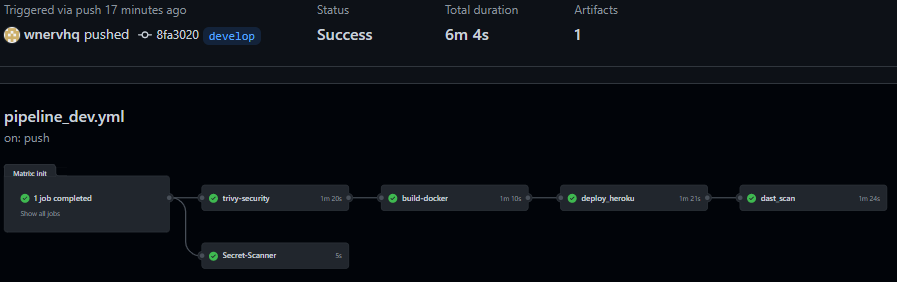 Triggered via push 17 minutes ago
wnervhq pushed 8fa3020 develop
Status
Success
Total duration
6m 4s
Artifacts
1
pipeline_dev.yml
on: push
Matrix: init
1 job completed
Show all jobs
trivy-security 1m 20s
build-docker 1m 10s
deploy_heroku 1m 21s
dast_scan 1m 24s
Secret-Scanner 5s